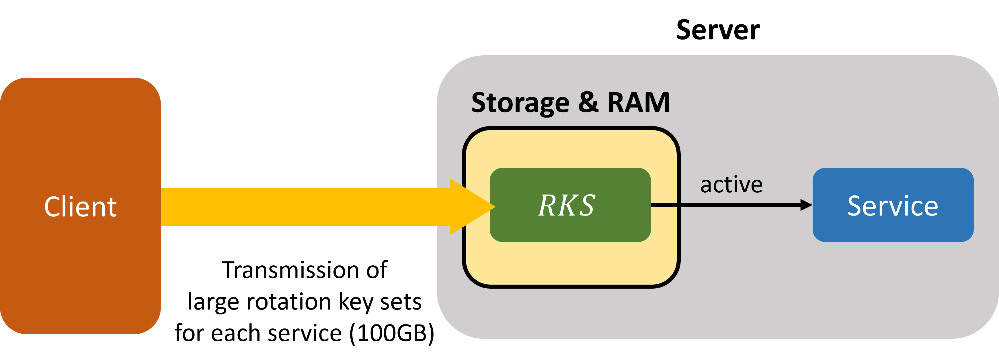 Server
Storage & RAM
Client
RKS
active
Service
Transmission of
large rotation key sets
for each service (100GB)